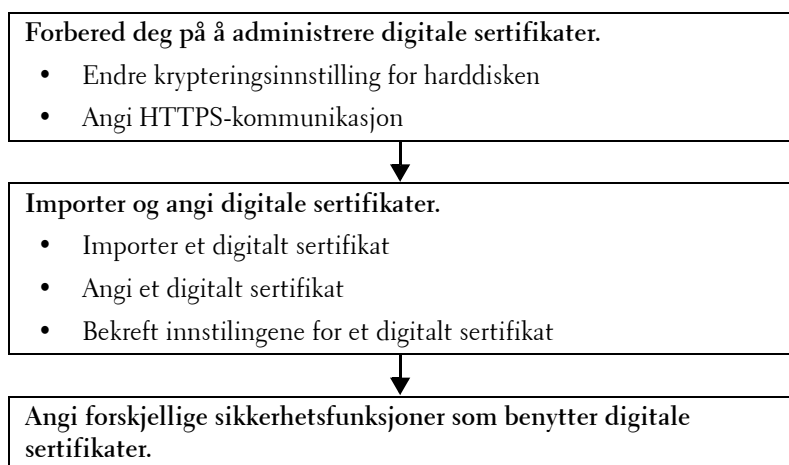 Forbered deg på å administrere digitale sertifikater.
• Endre krypteringsinnstilling for harddisken
• Angi HTTPS-kommunikasjon
Importer og angi digitale sertifikater.
• Importer et digitalt sertifikat
• Angi et digitalt sertifikat
• Bekreft innstilingene for et digitalt sertifikat
Angi forskjellige sikkerhetsfunksjoner som benytter digitale
sertifikater.